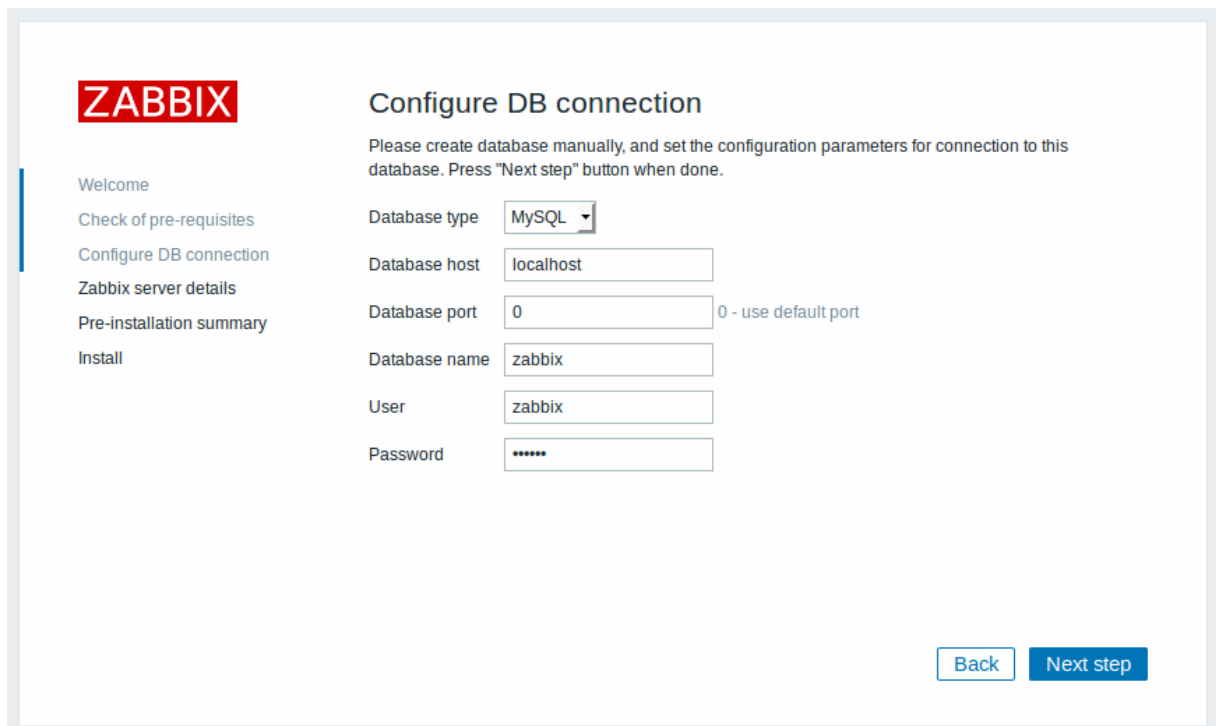 ZABBIX
Welcome
Check of pre-requisites
Configure DB connection
Zabbix server details
Pre-installation summary
Install
Configure DB connection
Please create database manually, and set the configuration parameters for connection to this
database. Press "Next step" button when done.
Database type MySQL
Database host localhost
Database port 0 0 - use default port
Database name zabbix
User zabbix
Password ••••••
Back Next step